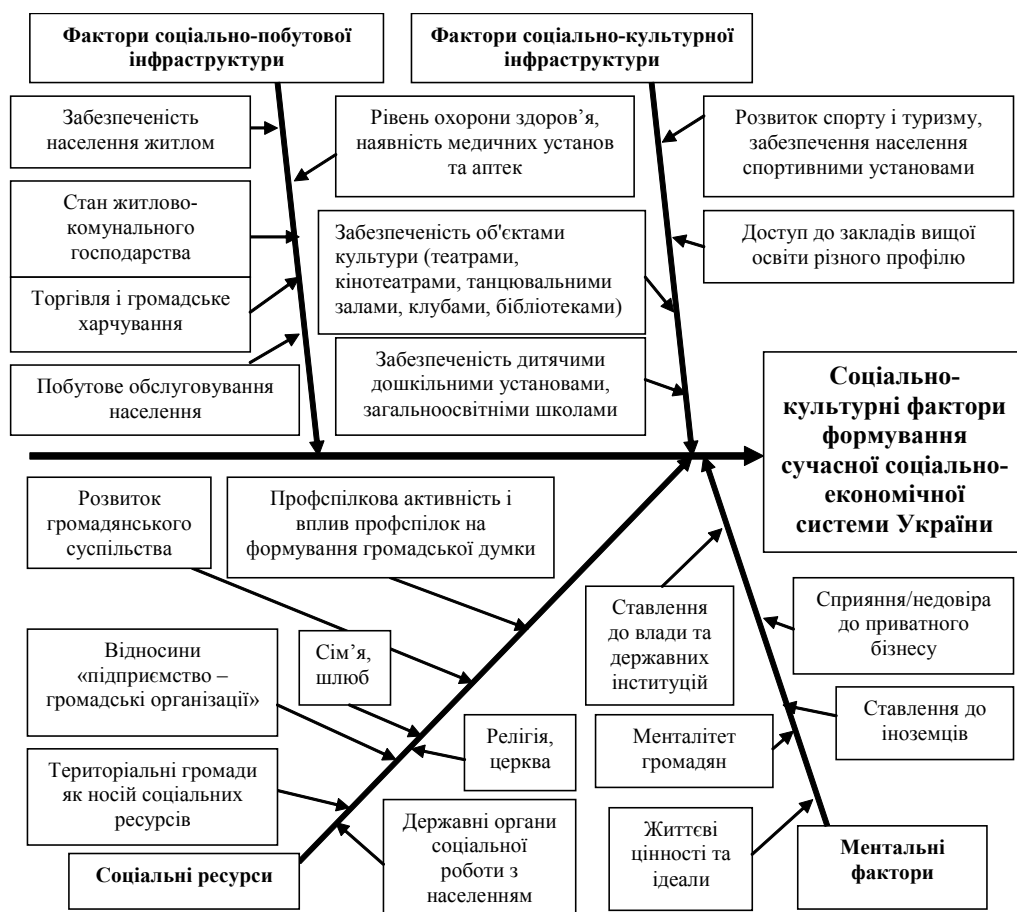 Фактори соціально-побутової
інфраструктури
Фактори соціально-культурної
інфраструктури
Забезпеченість
населення житлом
Рівень охорони здоров’я,
наявність медичних установ
та аптек
Розвиток спорту і туризму,
забезпечення населення
спортивними установами
Стан житлово-
комунального
господарства
Забезпеченість об'єктами
культури (театрами,
кінотеатрами, танцювальними
залами, клубами, бібліотеками)
Доступ до закладів вищої
освіти різного профілю
Торгівля і громадське
харчування
Побутове обслуговування
населення
Забезпеченість дитячими
дошкільними установами,
загальноосвітніми школами
Соціально-
культурні фактори
формування
сучасної соціально-
економічної
системи України
Розвиток
громадянського
суспільства
Профспілкова активність і
вплив профспілок на
формування громадської думки
Ставлення
до влади та
державних
інституцій
Сприяння/недовіра
до приватного
бізнесу
Відносини
«підприємство –
громадські організації»
Сім’я,
шлюб
Ставлення до
іноземців
Релігія,
церква
Менталітет
громадян
Територіальні громади
як носій соціальних
ресурсів
Державні органи
соціальної
роботи з
населенням
Життєві
цінності та
ідеали
Соціальні ресурси
Ментальні
фактори